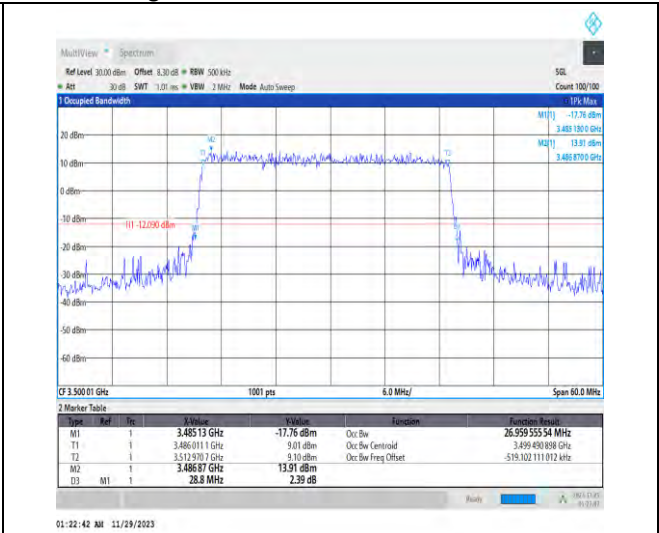 MultiView Spectrum
Ref Level 30.00 dBm Offset 8.30 dB RBW 500 kHz SGL
Att 30 dB SWT 1.01 ms VBW 2 MHz Mode Auto Sweep Count 100/100
1 Occupied Bandwidth 1Pk Max
M1[1] -17.76 dBm
3.485 130 0 GHz
M2[1] 13.91 dBm
3.486 870 0 GHz
20 dBm
M2
T1
T2
10 dBm
0 dBm
-10 dBm
H1 -12.090 dBm
M1
-20 dBm
-30 dBm
-40 dBm
-50 dBm
-60 dBm
CF 3.500 01 GHz 1001 pts 6.0 MHz/ Span 60.0 MHz
2 Marker Table
Type Ref Trc X-Value Y-Value Function Function Result
M1 1 3.485 13 GHz -17.76 dBm Occ Bw 26.959 555 54 MHz
T1 1 3.486 011 1 GHz 9.01 dBm Occ Bw Centroid 3.499 490 898 GHz
T2 1 3.512 970 7 GHz 9.10 dBm Occ Bw Freq Offset -519.102 111 012 kHz
M2 1 3.486 87 GHz 13.91 dBm
D3 M1 1 28.8 MHz 2.39 dB
Ready
01:22:42 AM 11/29/2023